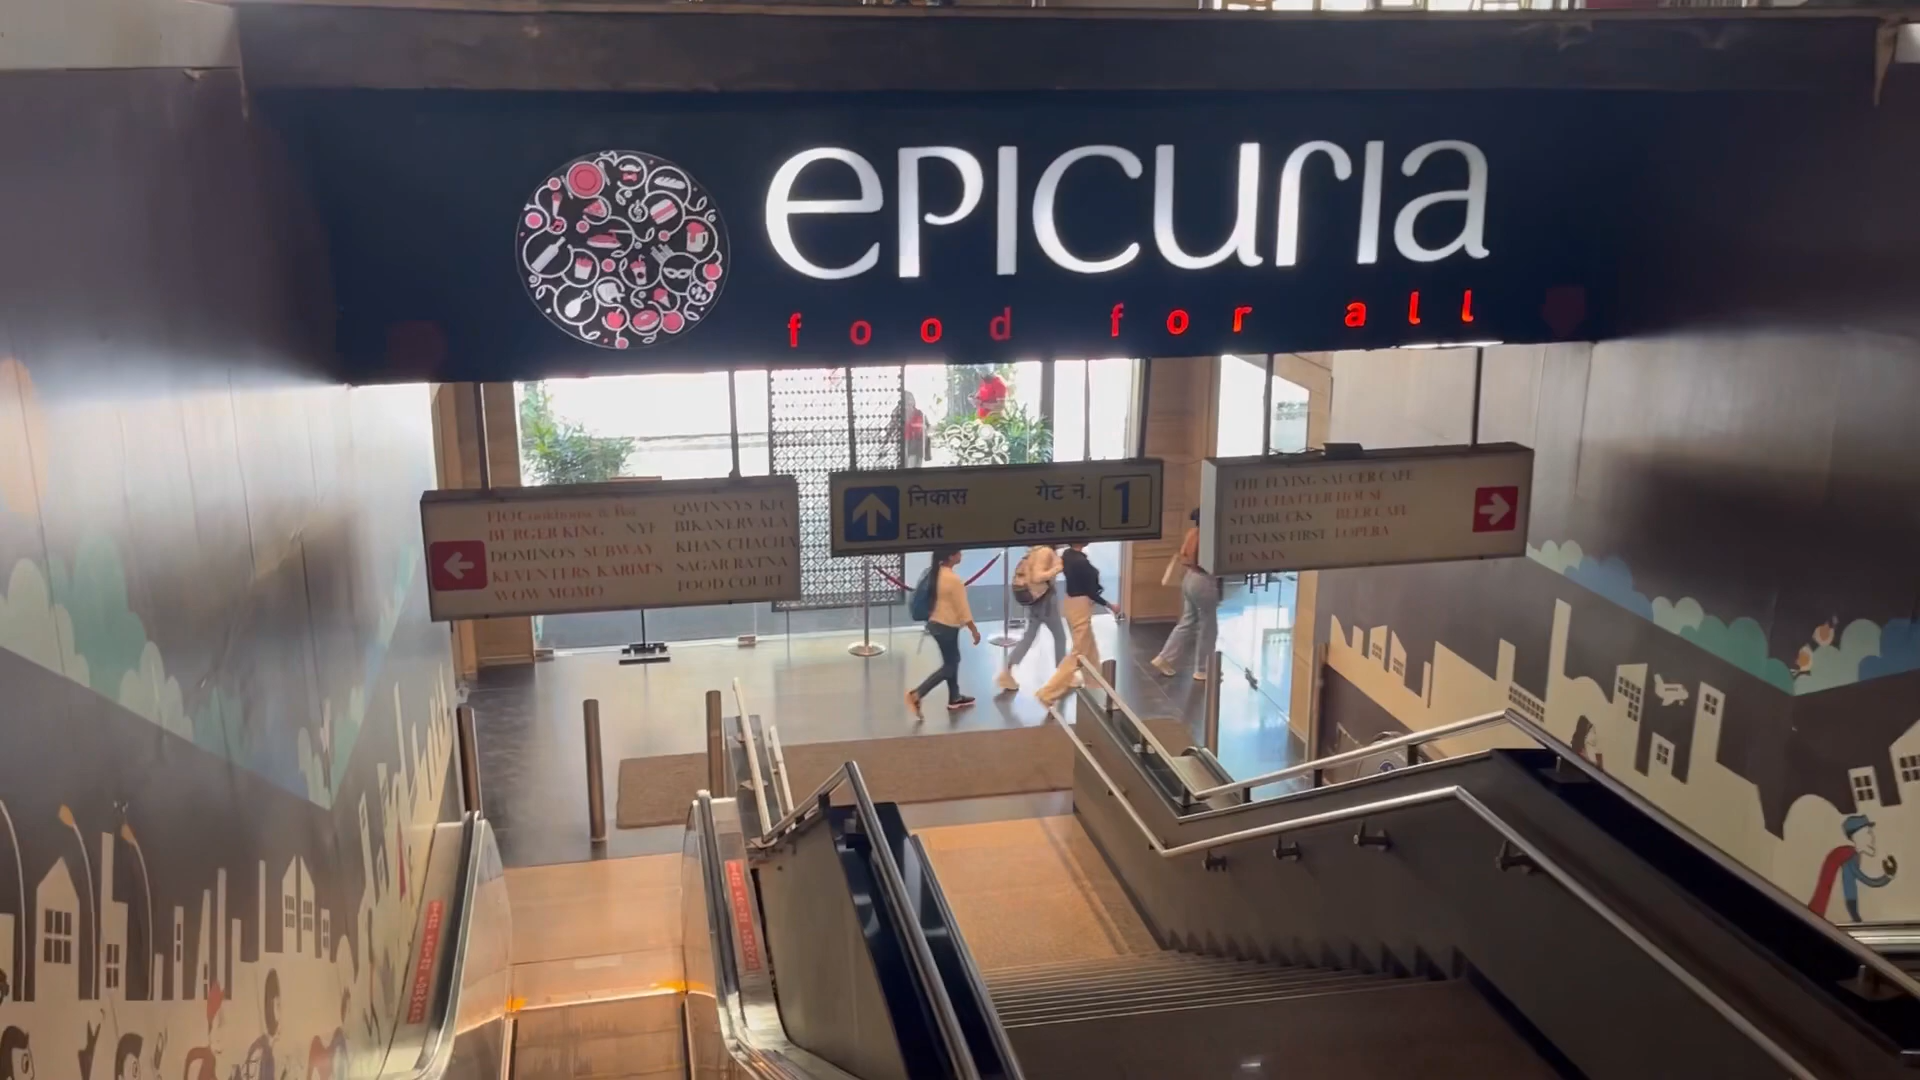 epicuria
food for all
FIO Cookhouse & Bar
BURGER KING NYF
DOMINO'S SUBWAY
KEVENTERS KARIM'S
WOW MOMO
QWINNYS KFC
BIKANERVALA
KHAN CHACHA
SAGAR RATNA
FOOD COURT
निकास गेट नं. 1
Exit Gate No.
THE FLYING SAUCER CAFE
THE CHATTER HOUSE
STARBUCKS BEER CAFE
FITNESS FIRST LOPERA
DUNKIN